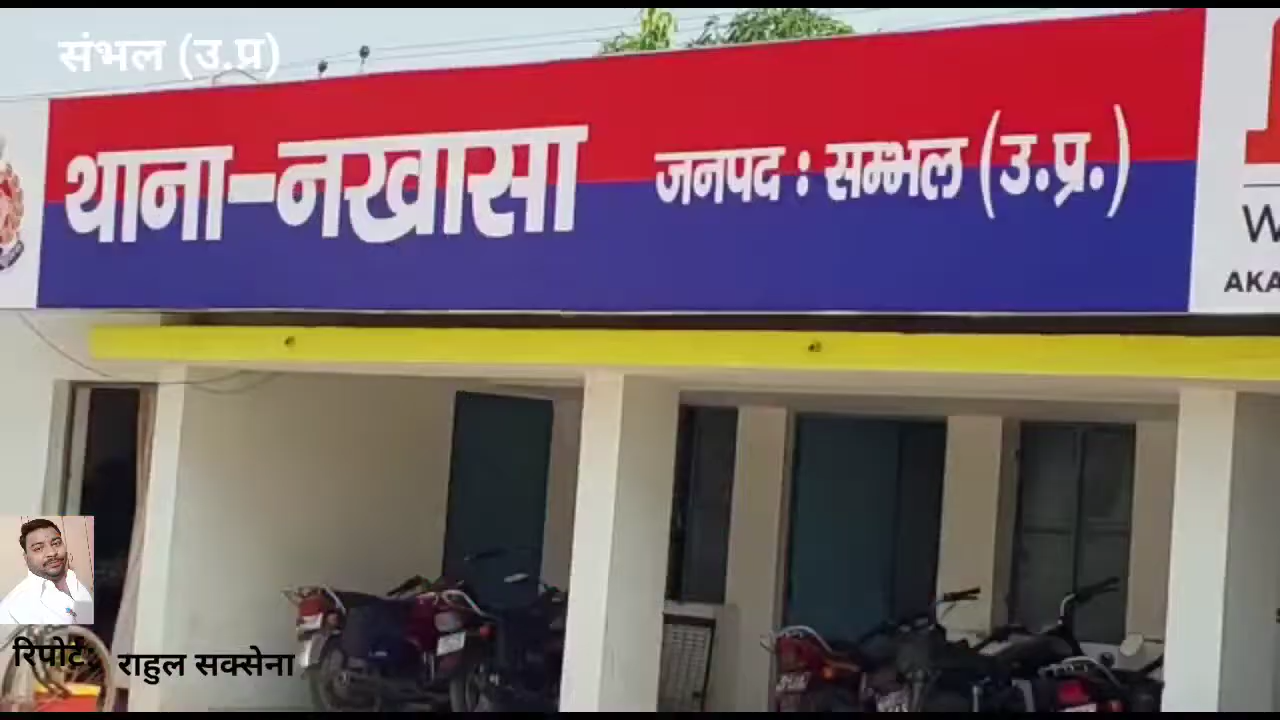 संभल (उ.प्र)
थाना-नखासा
जनपद : सम्भल (उ.प्र.)
रिपोर्ट:
राहुल सक्सेना